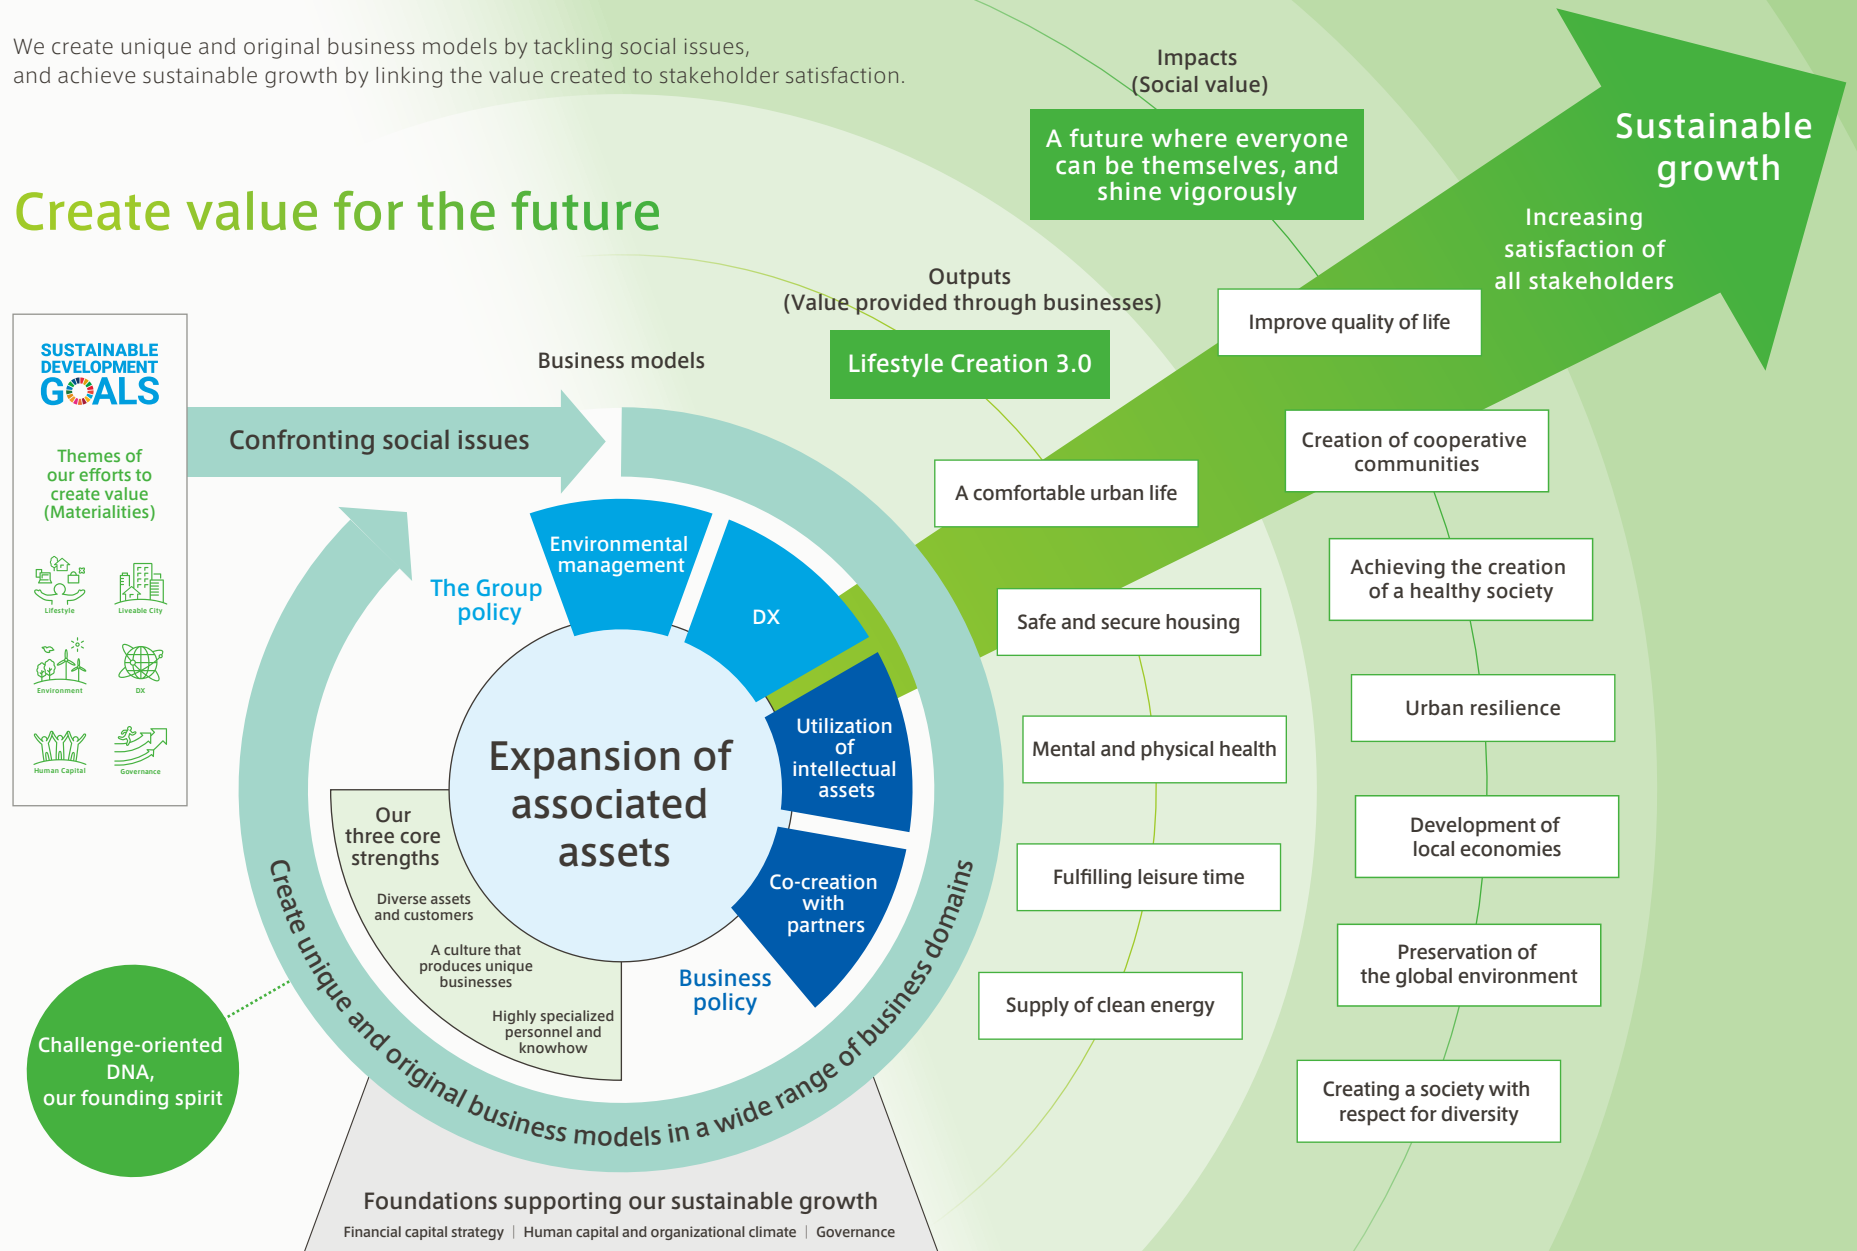 We create unique and original business models by tackling social issues,
and achieve sustainable growth by linking the value created to stakeholder satisfaction.
Create value for the future
SUSTAINABLE
DEVELOPMENT
GOALS
Themes of
our efforts to
create value
(Materialities)
Lifestyle
Liveable City
Environment
DX
Human Capital
Governance
Confronting social issues
Business models
The Group
policy
Environmental
management
DX
Utilization
of
intellectual
assets
Co-creation
with
partners
Business
policy
Expansion of
associated
assets
Our
three core
strengths
Diverse assets
and customers
A culture that
produces unique
businesses
Highly specialized
personnel and
knowhow
Create unique and original business models in a wide range of business domains
Challenge-oriented
DNA,
our founding spirit
Foundations supporting our sustainable growth
Financial capital strategy | Human capital and organizational climate | Governance
Outputs
(Value provided through businesses)
Lifestyle Creation 3.0
A comfortable urban life
Safe and secure housing
Mental and physical health
Fulfilling leisure time
Supply of clean energy
Impacts
(Social value)
A future where everyone
can be themselves, and
shine vigorously
Improve quality of life
Creation of cooperative
communities
Achieving the creation
of a healthy society
Urban resilience
Development of
local economies
Preservation of
the global environment
Creating a society with
respect for diversity
Sustainable
growth
Increasing
satisfaction of
all stakeholders